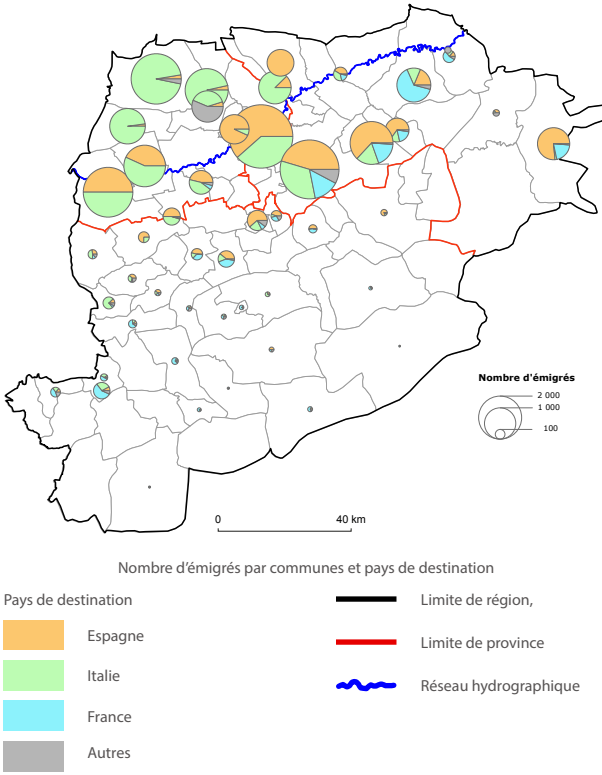 Nombre d'émigrés
2 000
1 000
100
0 40 km
Nombre d’émigrés par communes et pays de destination
Pays de destination
Limite de région,
Espagne
Limite de province
Italie
Réseau hydrographique
France
Autres